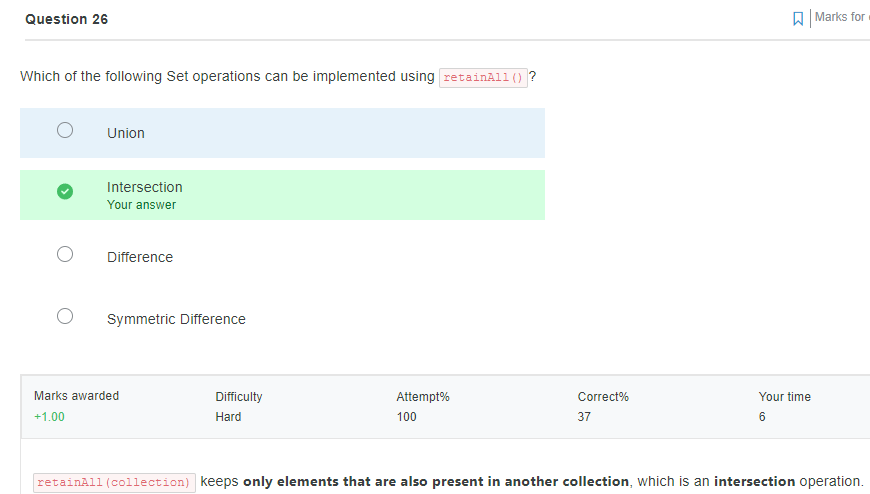 Question 26
Marks for
Which of the following Set operations can be implemented using retainAll() ?
Union
Intersection
Your answer
Difference
Symmetric Difference
Marks awarded Difficulty Attempt% Correct% Your time
+1.00 Hard 100 37 6
retainAll(collection) keeps only elements that are also present in another collection, which is an intersection operation.